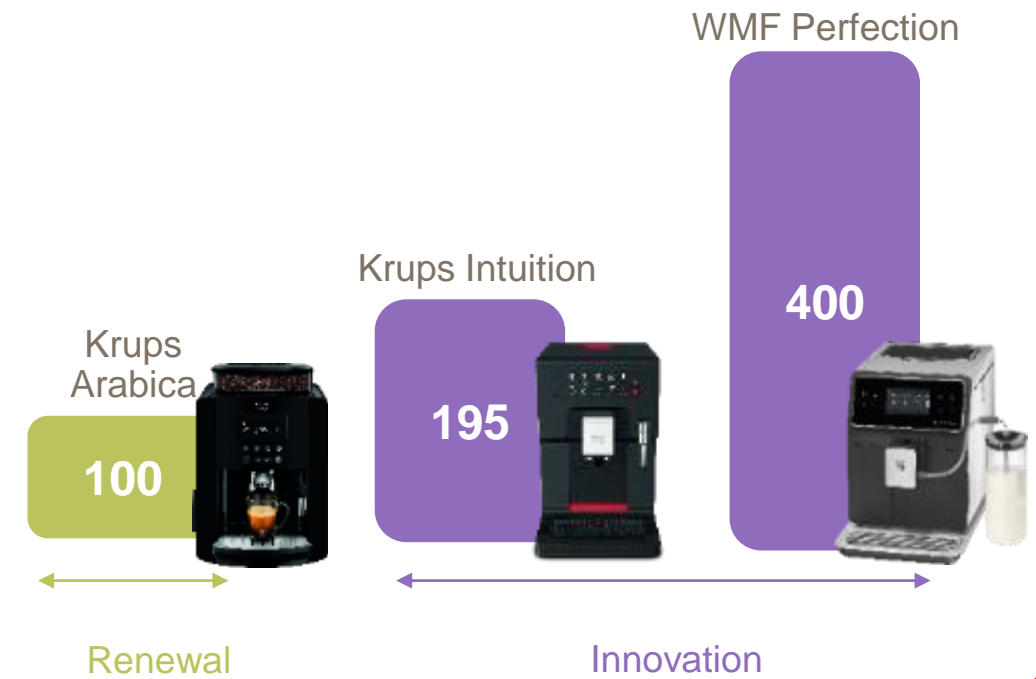 WMF Perfection
Krups Intuition
Krups
Arabica
400
195
100
Renewal
Innovation